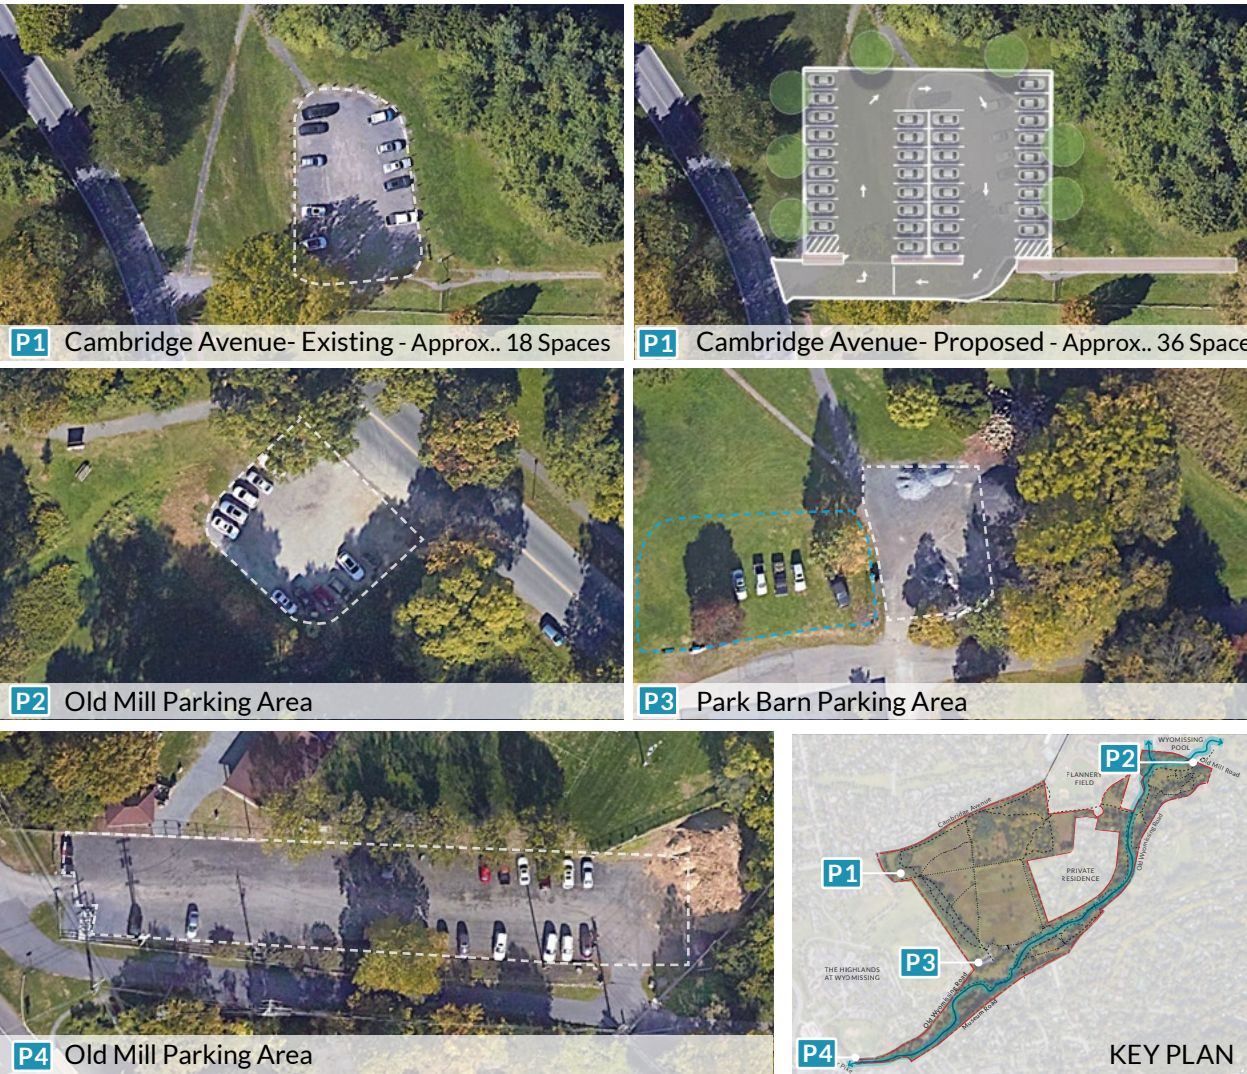 P1 Cambridge Avenue- Existing - Approx.. 18 Spaces
P1 Cambridge Avenue- Proposed - Approx.. 36 Space
P2 Old Mill Parking Area
P3 Park Barn Parking Area
P4 Old Mill Parking Area
WYOMISSING
POOL
P2
Old Mill Road
FLANNERY
FIELD
Cambridge Avenue
Old Wyomissing Road
P1
PRIVATE
RESIDENCE
P3
THE HIGHLANDS
AT WYOMISSING
Old Wyomissing Road
Museum Road
P4
KEY PLAN